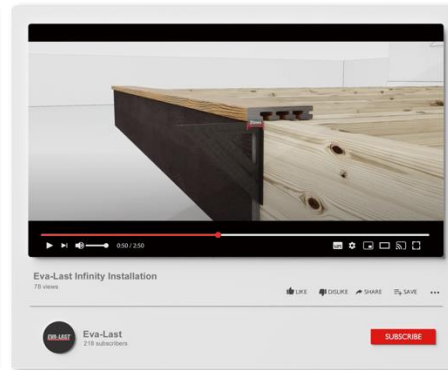 0:50 / 2:50
Eva-Last Infinity Installation
78 views
LIKE DISLIKE SHARE SAVE
EVA-LAST
Eva-Last
218 subscribers
SUBSCRIBE